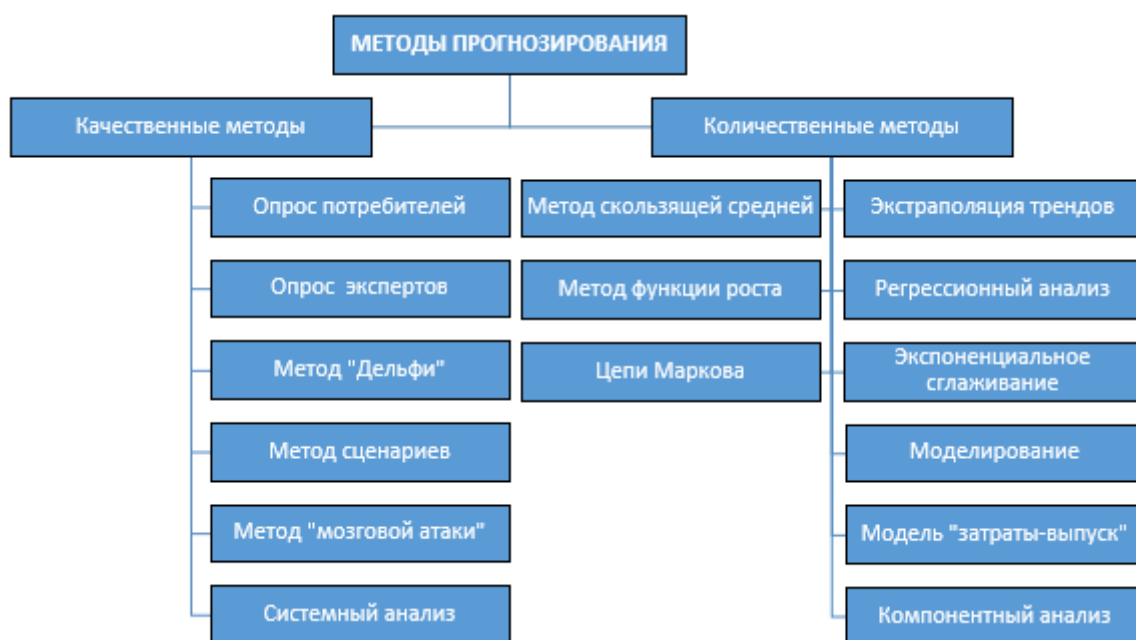 МЕТОДЫ ПРОГНОЗИРОВАНИЯ
Качественные методы
Количественные методы
Опрос потребителей
Опрос экспертов
Метод "Дельфи"
Метод сценариев
Метод "мозговой атаки"
Системный анализ
Метод скользящей средней
Метод функции роста
Цепи Маркова
Экстраполяция трендов
Регрессионный анализ
Экспоненциальное
сглаживание
Моделирование
Модель "затраты-выпуск"
Компонентный анализ